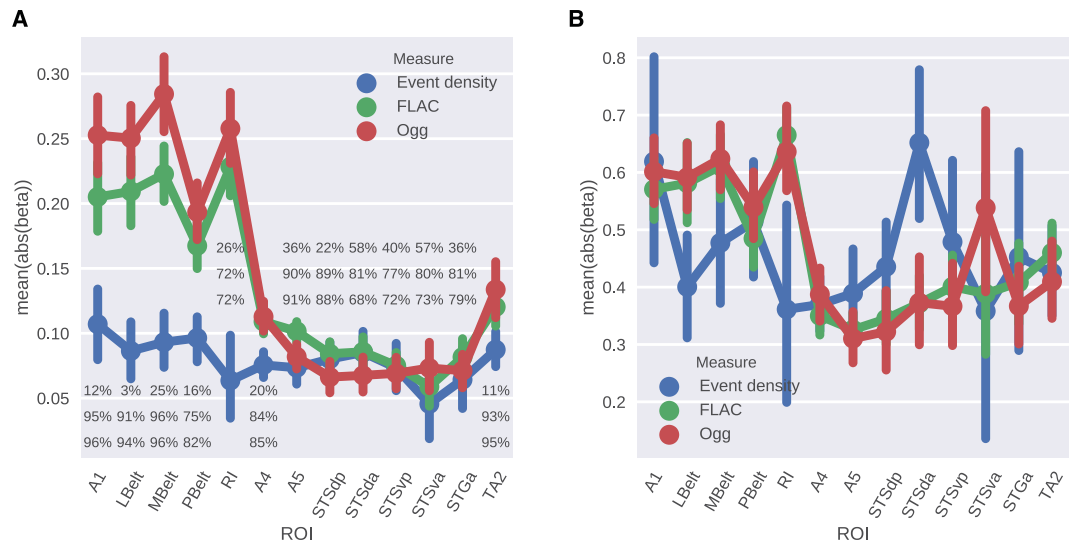 A
mean(abs(beta))
0.30
0.25
0.20
0.15
0.10
0.05
Measure
Event density
FLAC
Ogg
26% 36% 22% 58% 40% 57% 36%
72% 90% 89% 81% 77% 80% 81%
72% 91% 88% 68% 72% 73% 79%
12% 3% 25% 16% 20% 11%
95% 91% 96% 75% 84% 93%
96% 94% 96% 82% 85% 95%
A1 LBelt MBelt PBelt RI A4 A5 STSdp STSda STSvp STSva STGa TA2
ROI
B
mean(abs(beta))
0.8
0.7
0.6
0.5
0.4
0.3
0.2
Measure
Event density
FLAC
Ogg
A1 LBelt MBelt PBelt RI A4 A5 STSdp STSda STSvp STSva STGa TA2
ROI